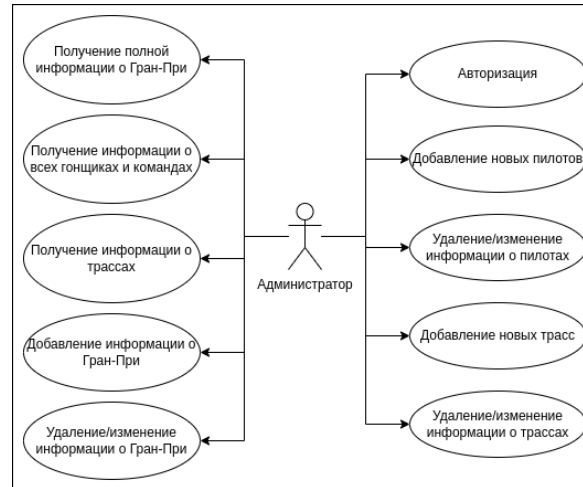 Получение полной
информации о Гран-При
Получение информации о
всех гонщиках и командах
Получение информации о
трассах
Добавление информации о
Гран-При
Удаление/изменение
информации о Гран-При
Администратор
Авторизация
Добавление новых пилотов
Удаление/изменение
информации о пилотах
Добавление новых трасс
Удаление/изменение
информации о трассах